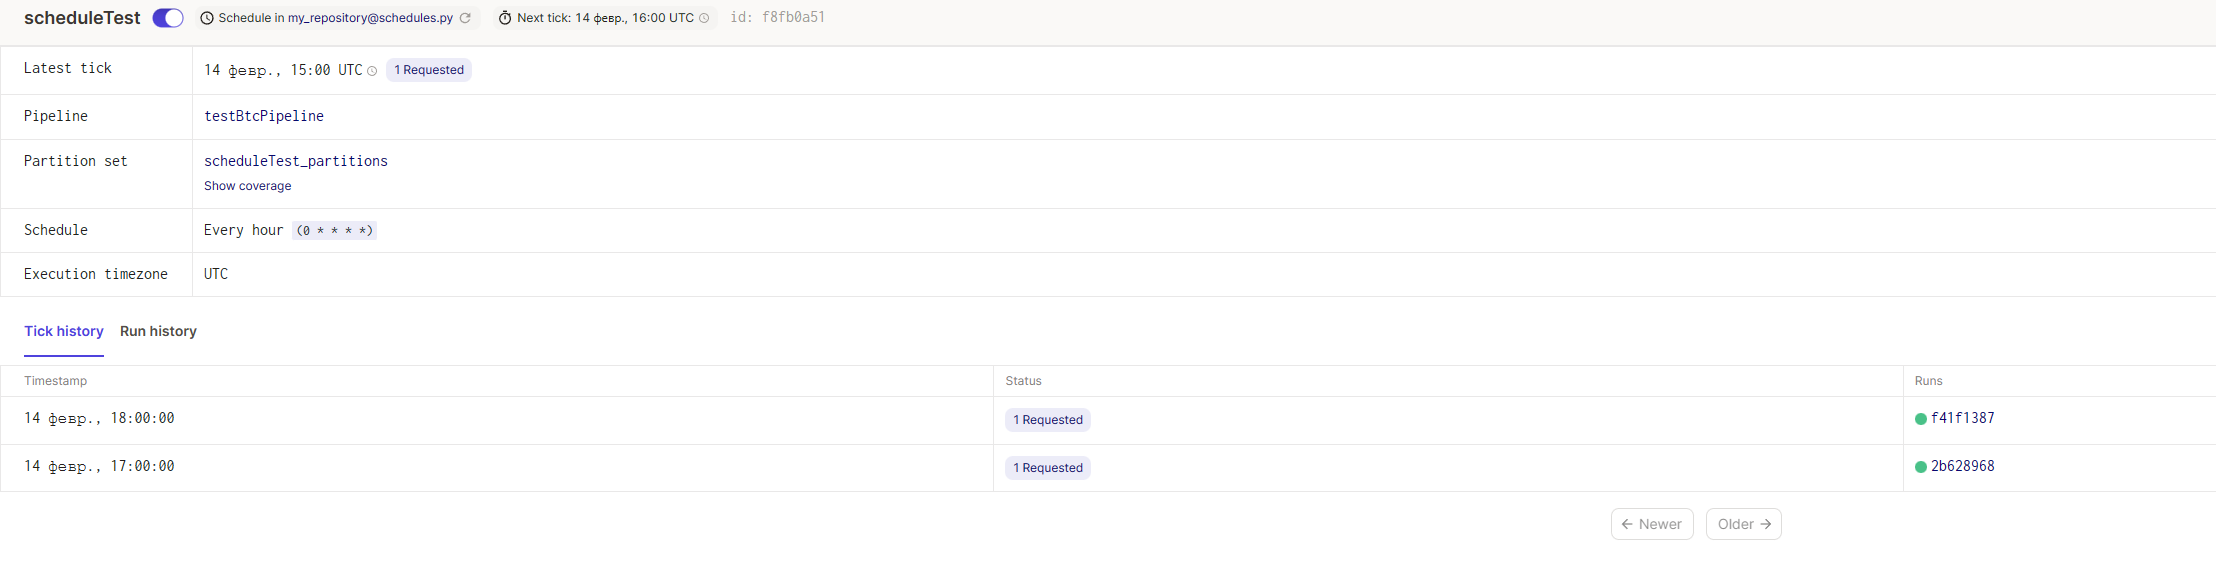 scheduleTest Schedule in my_repository@schedules.py Next tick: 14 февр., 16:00 UTC id: f8fb0a51
Latest tick 14 февр., 15:00 UTC 1 Requested
Pipeline testBtcPipeline
Partition set scheduleTest_partitions
Show coverage
Schedule Every hour (0 * * * *)
Execution timezone UTC
Tick history Run history
Timestamp Status Runs
14 февр., 18:00:00 1 Requested f41f1387
14 февр., 17:00:00 1 Requested 2b628968
← Newer Older →